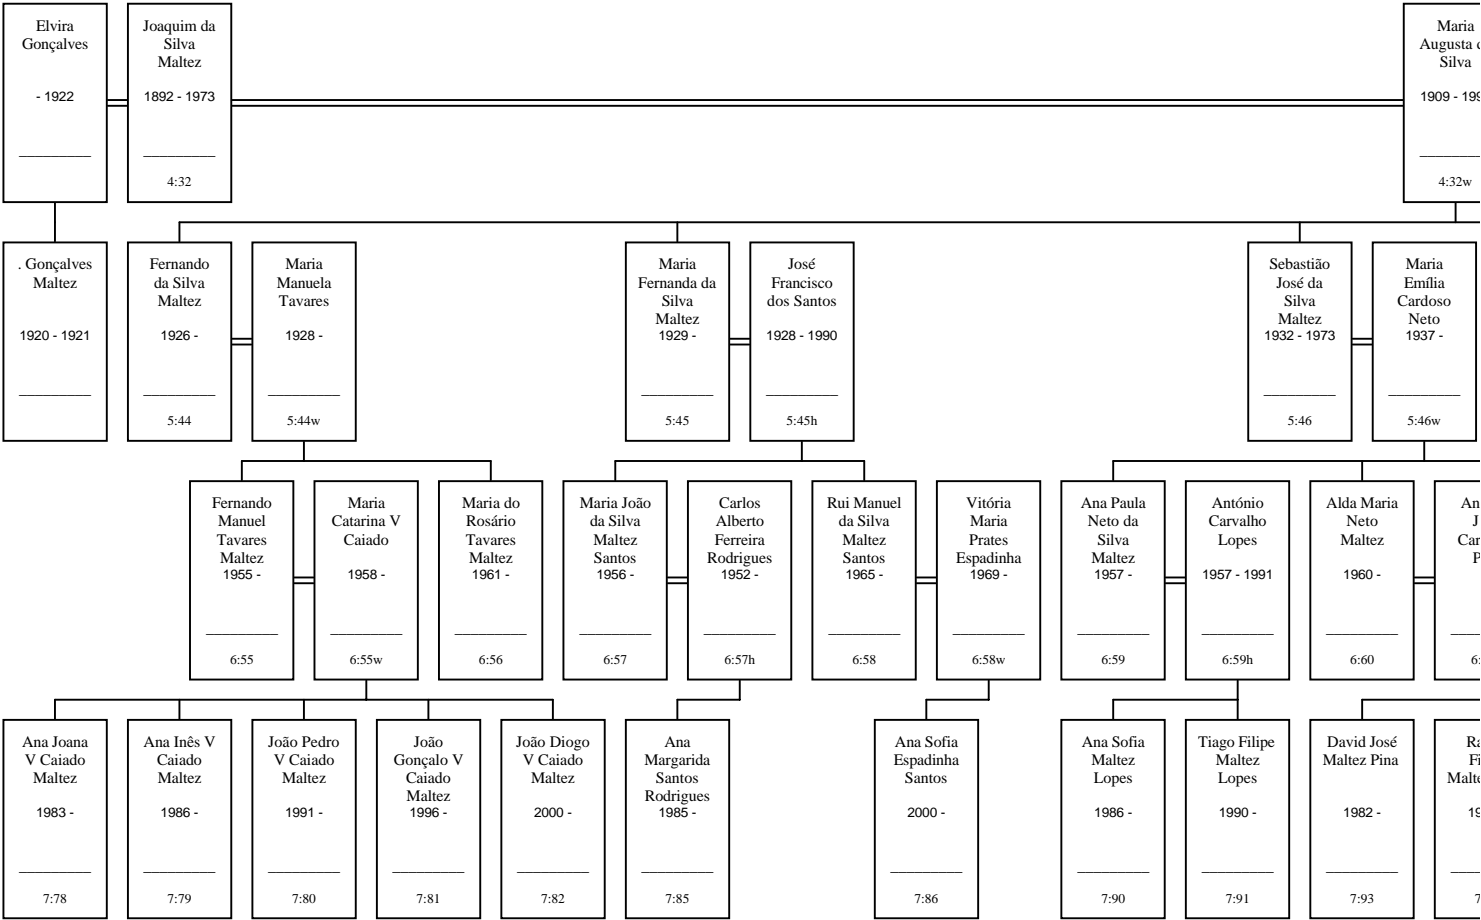 Elvira
Gonçalves
- 1922
Joaquim da
Silva
Maltez
1892 - 1973
4:32
Maria
Augusta
Silva
1909 -
4:32w
. Gonçalves
Maltez
1920 - 1921
Fernando
da Silva
Maltez
1926 -
5:44
Maria
Manuela
Tavares
1928 -
5:44w
Maria
Fernanda da
Silva
Maltez
1929 -
5:45
José
Francisco
dos Santos
1928 - 1990
5:45h
Sebastião
José da
Silva
Maltez
1932 - 1973
5:46
Maria
Emília
Cardoso
Neto
1937 -
5:46w
Fernando
Manuel
Tavares
Maltez
1955 -
6:55
Maria
Catarina V
Caiado
1958 -
6:55w
Maria do
Rosário
Tavares
Maltez
1961 -
6:56
Maria João
da Silva
Maltez
Santos
1956 -
6:57
Carlos
Alberto
Ferreira
Rodrigues
1952 -
6:57h
Rui Manuel
da Silva
Maltez
Santos
1965 -
6:58
Vitória
Maria
Prates
Espadinha
1969 -
6:58w
Ana Paula
Neto da
Silva
Maltez
1957 -
6:59
António
Carvalho
Lopes
1957 - 1991
6:59h
Alda Maria
Neto
Maltez
1960 -
6:60
Ana Joana
V Caiado
Maltez
1983 -
7:78
Ana Inês V
Caiado
Maltez
1986 -
7:79
João Pedro
V Caiado
Maltez
1991 -
7:80
João
Gonçalo V
Caiado
Maltez
1996 -
7:81
João Diogo
V Caiado
Maltez
2000 -
7:82
Ana
Margarida
Santos
Rodrigues
1985 -
7:85
Ana Sofia
Espadinha
Santos
2000 -
7:86
Ana Sofia
Maltez
Lopes
1986 -
7:90
Tiago Filipe
Maltez
Lopes
1990 -
7:91
David José
Maltez Pina
1982 -
7:93